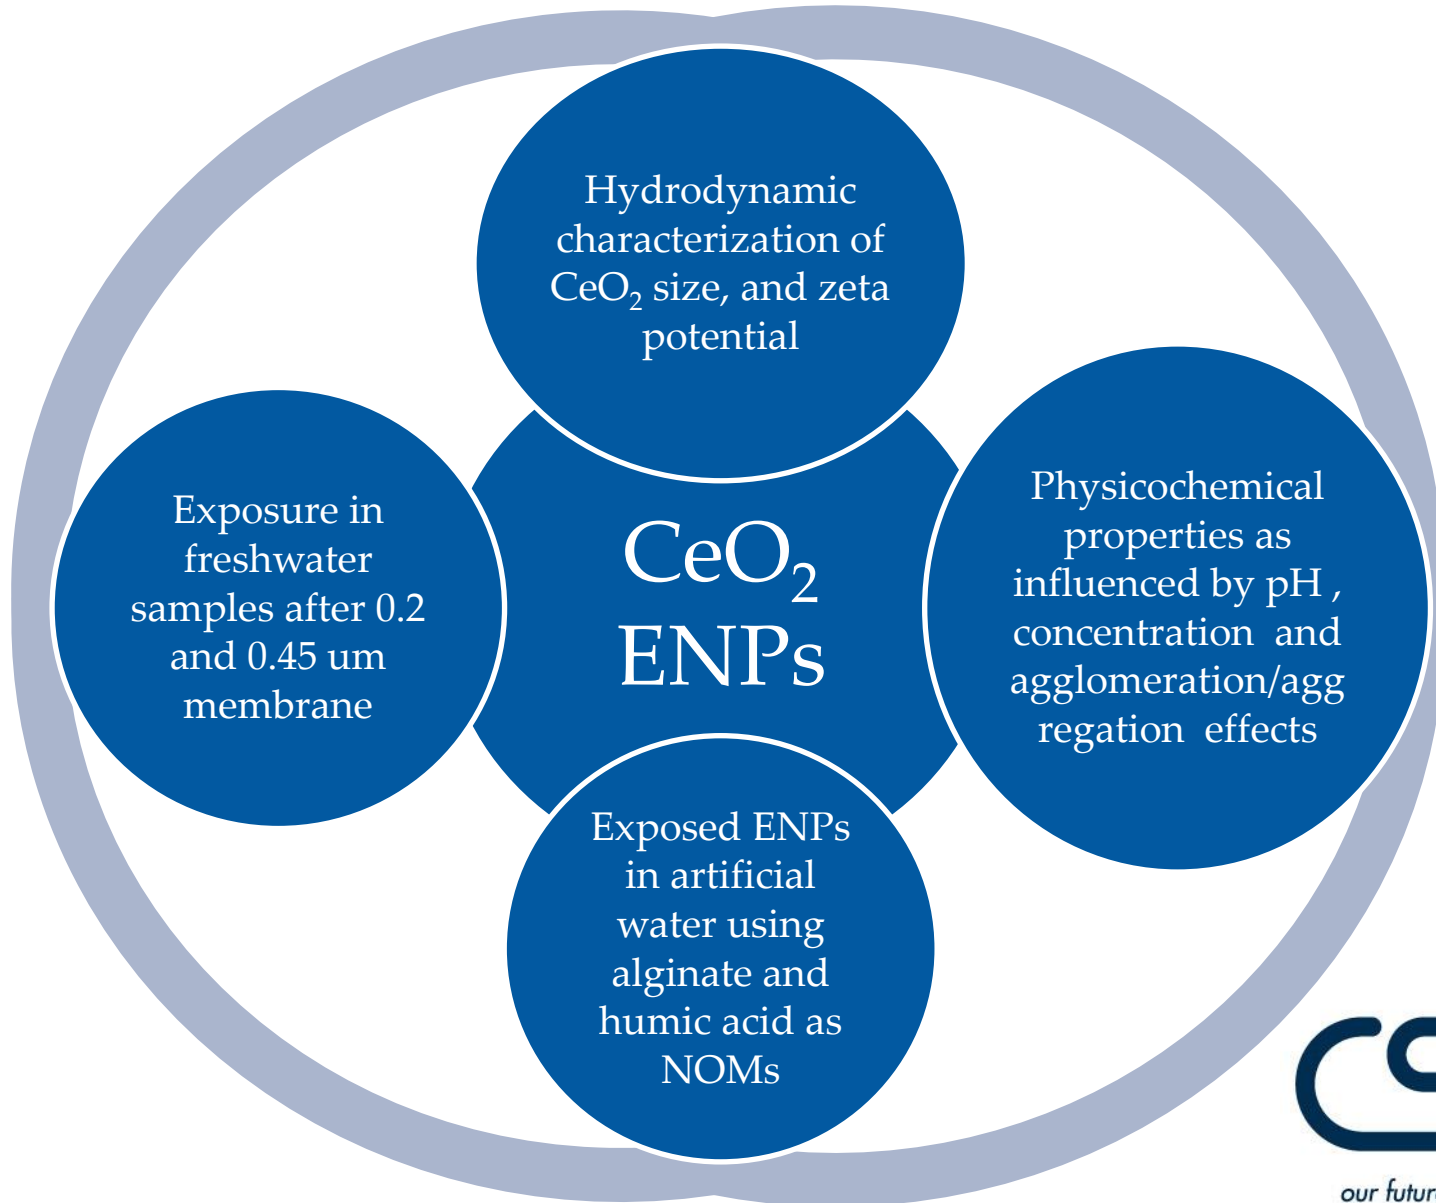 Hydrodynamic
characterization of
CeO₂ size, and zeta
potential
Exposure in
freshwater
samples after 0.2
and 0.45 um
membrane
CeO₂
ENPs
Physicochemical
properties as
influenced by pH ,
concentration and
agglomeration/agg
regation effects
Exposed ENPs
in artificial
water using
alginate and
humic acid as
NOMs
our futur